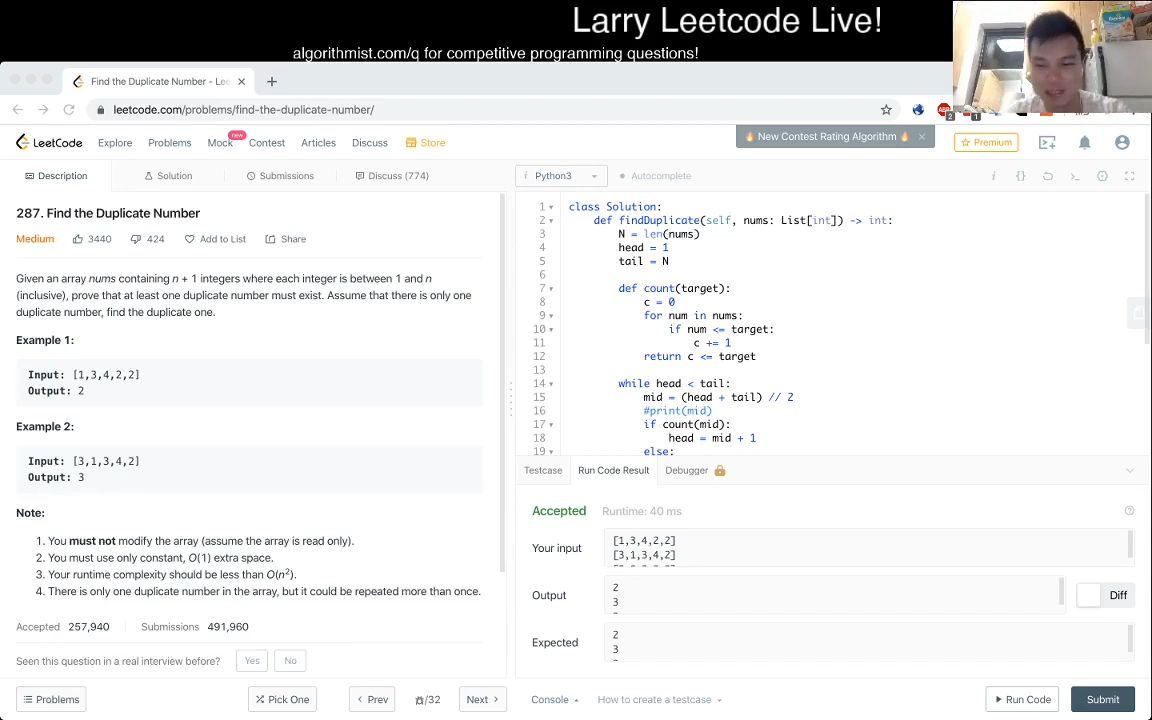 Larry Leetcode Live!
algorithmist.com/q for competitive programming questions!
Find the Duplicate Number - Lee
leetcode.com/problems/find-the-duplicate-number/
LeetCode
Explore
Problems
Mock
new
Contest
Articles
Discuss
Store
New Contest Rating Algorithm
Premium
Description
Solution
Submissions
Discuss (774)
Python3
Autocomplete
287. Find the Duplicate Number
Medium
3440
424
Add to List
Share
Given an array nums containing n + 1 integers where each integer is between 1 and n
(inclusive), prove that at least one duplicate number must exist. Assume that there is only one
duplicate number, find the duplicate one.
Example 1:
Input: [1,3,4,2,2]
Output: 2
Example 2:
Input: [3,1,3,4,2]
Output: 3
Note:
1. You must not modify the array (assume the array is read only).
2. You must use only constant, O(1) extra space.
3. Your runtime complexity should be less than O(n²).
4. There is only one duplicate number in the array, but it could be repeated more than once.
Accepted 257,940
Submissions 491,960
Seen this question in a real interview before?
Yes
No
Problems
Pick One
Prev
/32
Next
1 class Solution:
2 def findDuplicate(self, nums: List[int]) -> int:
3 N = len(nums)
4 head = 1
5 tail = N
6
7 def count(target):
8 c = 0
9 for num in nums:
10 if num <= target:
11 c += 1
12 return c <= target
13
14 while head < tail:
15 mid = (head + tail) // 2
16 #print(mid)
17 if count(mid):
18 head = mid + 1
19 else:
Testcase
Run Code Result
Debugger
Accepted
Runtime: 40 ms
Your input
[1,3,4,2,2]
[3,1,3,4,2]
Output
2
3
Diff
Expected
2
3
Console
How to create a testcase
Run Code
Submit